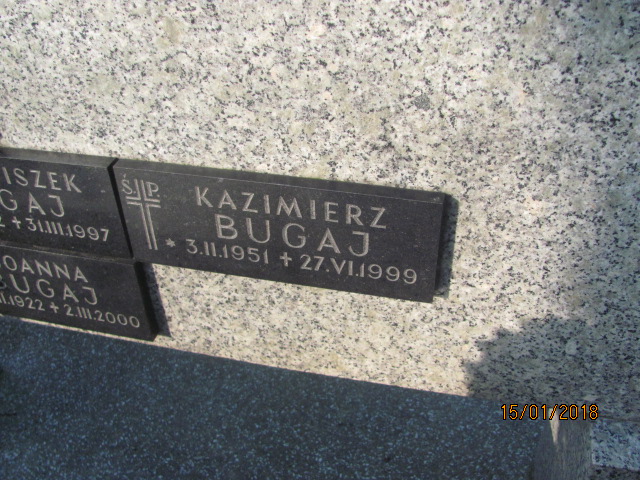 ISZEK
GAJ
+ 31.III.1997
OANNA
BUGAJ
1922 + 2.III.2000
Ś. P.
KAZIMIERZ
BUGAJ
* 3.II.1951 + 27.VI.1999
15/01/2018